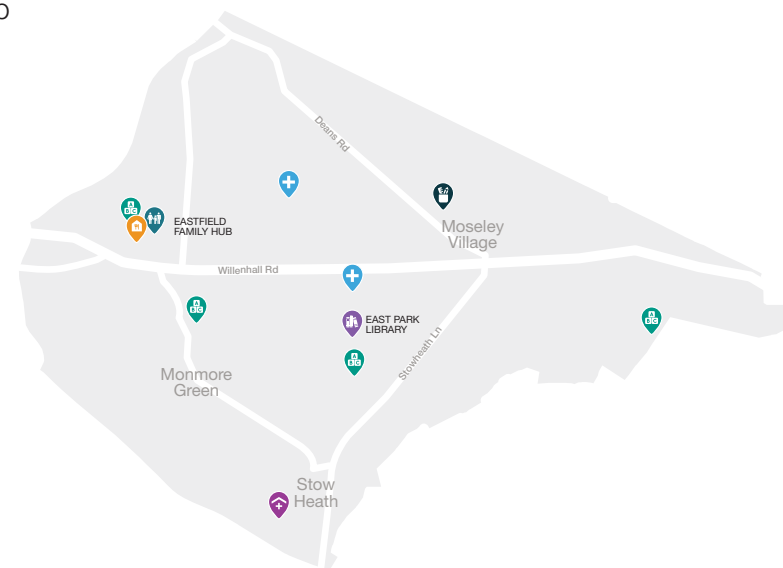 Deans Rd
EASTFIELD
FAMILY HUB
Moseley
Village
Willenhall Rd
EAST PARK
LIBRARY
Stowheath Ln
Monmore
Green
Stow
Heath